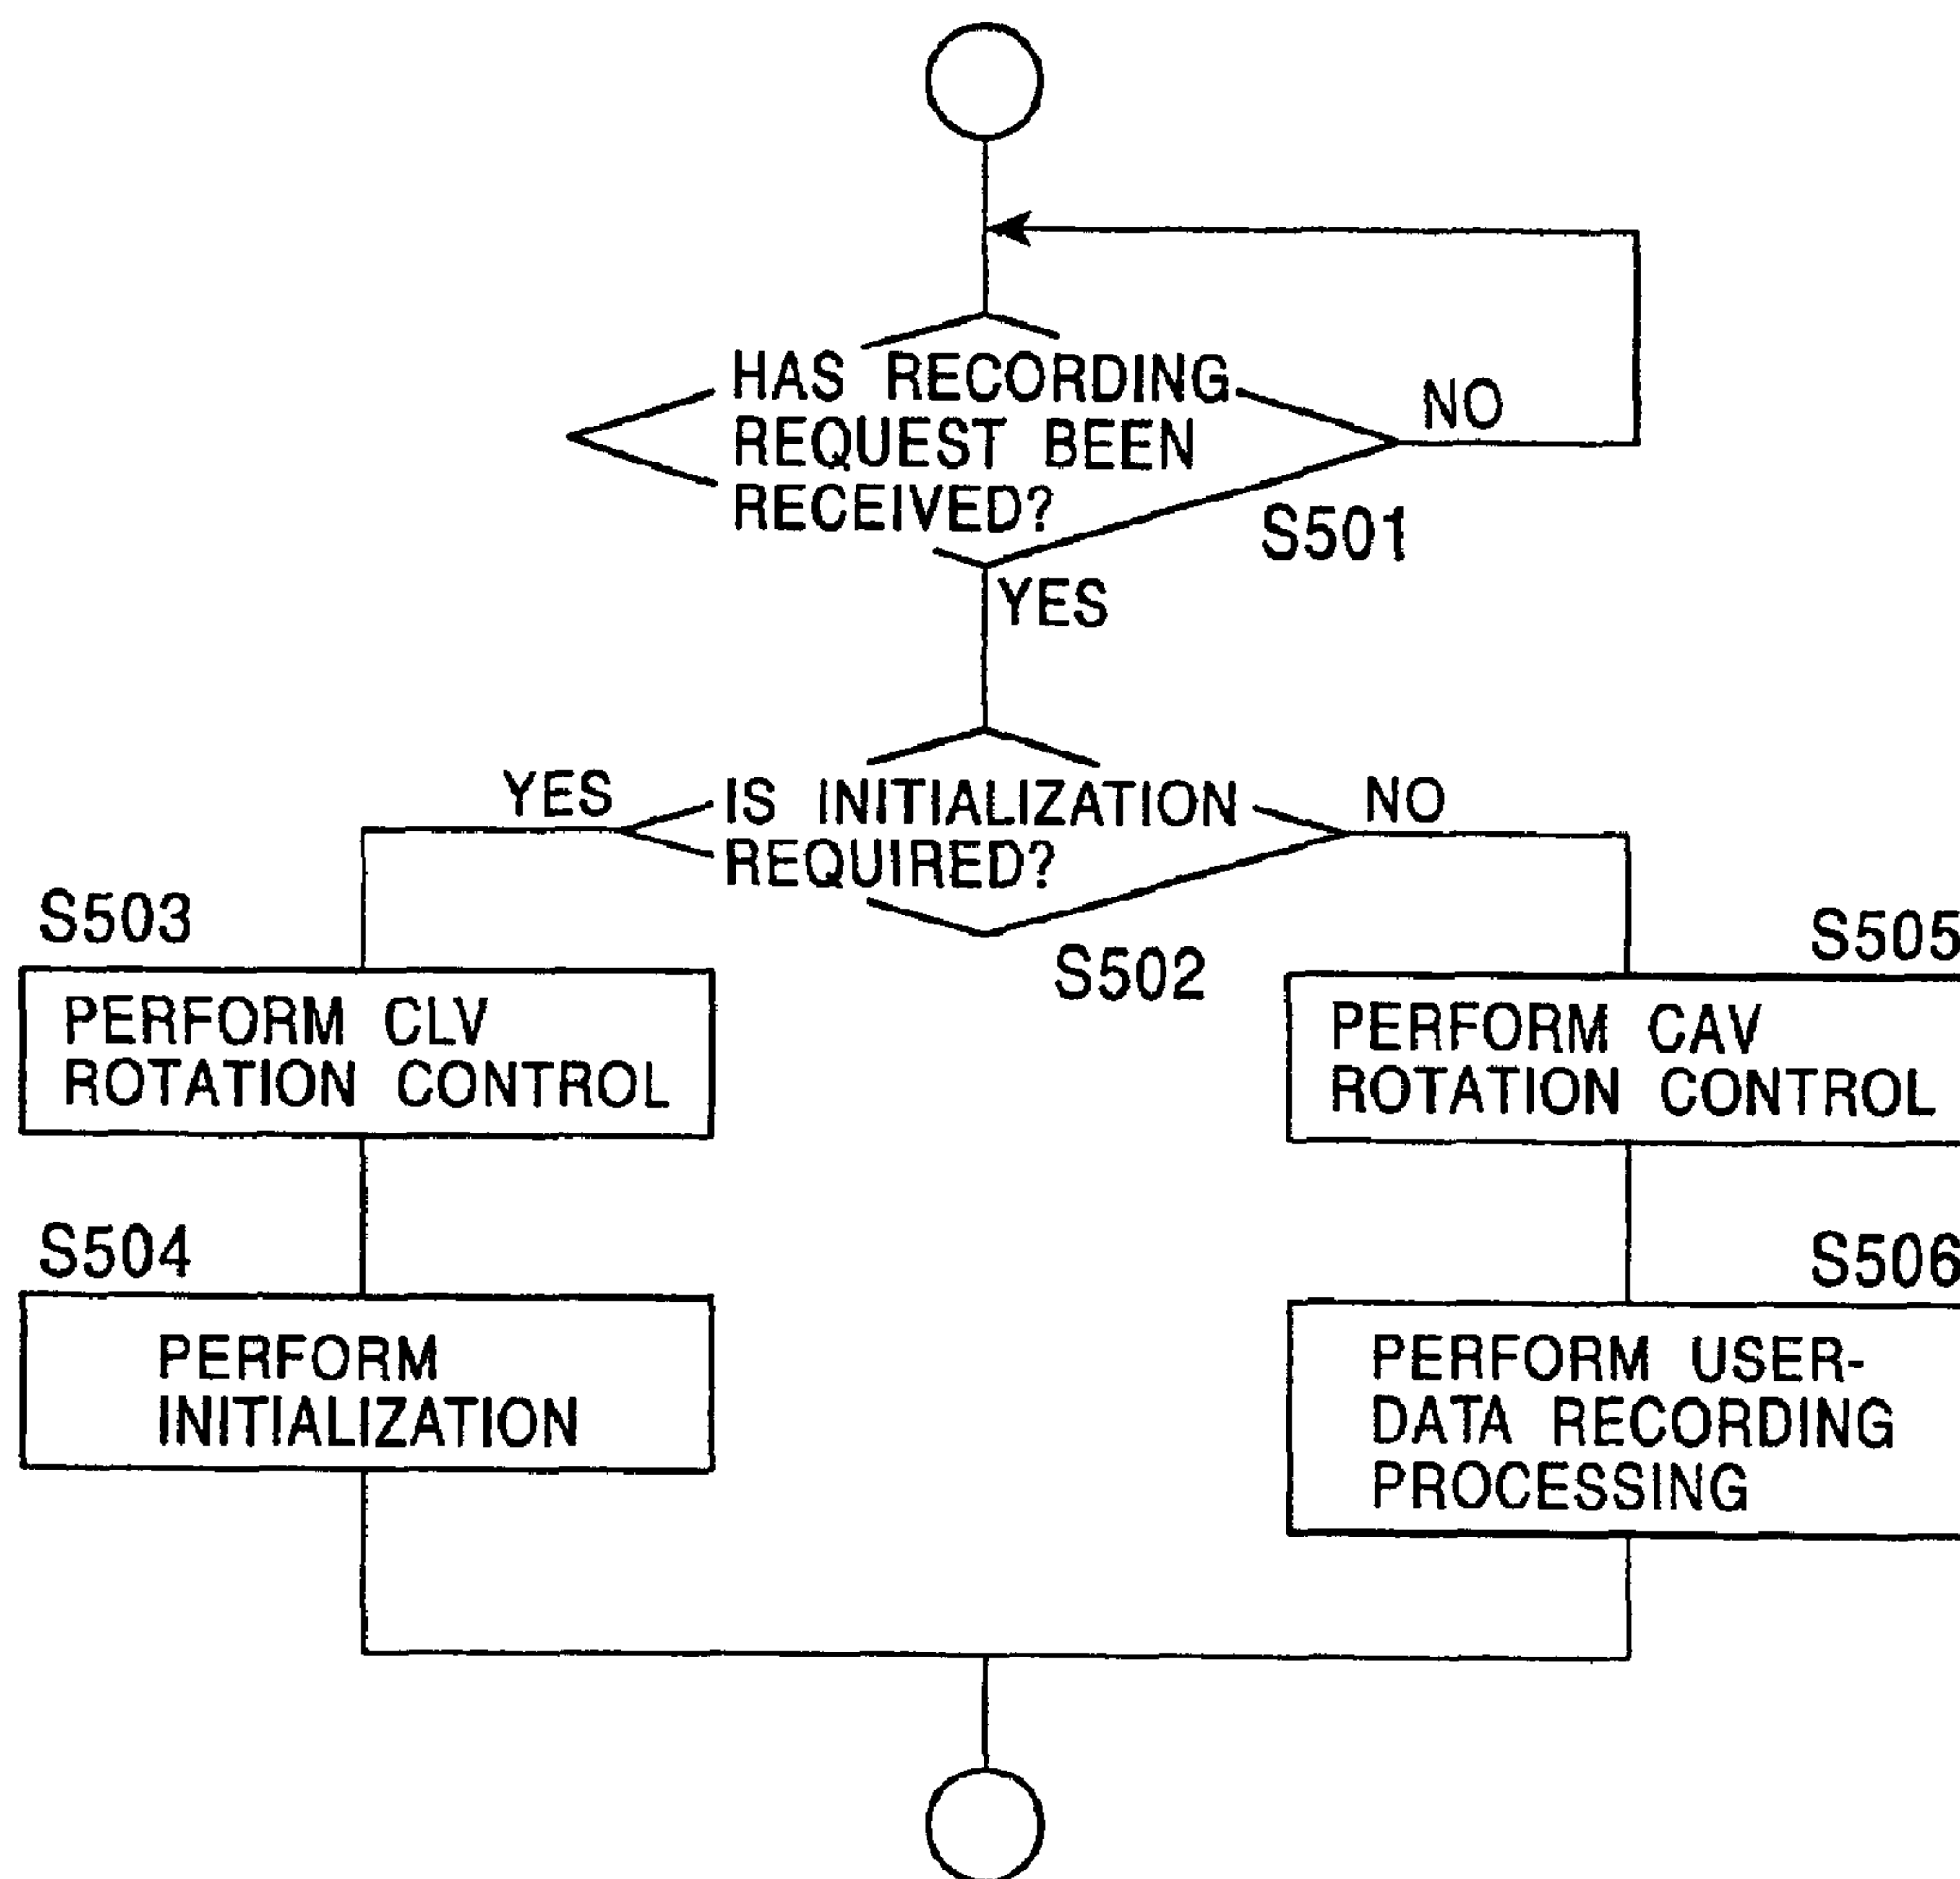 HAS RECORDING
REQUEST BEEN
RECEIVED?
NO
S501
YES
YES
IS INITIALIZATION
REQUIRED?
NO
S502
S503
PERFORM CLV
ROTATION CONTROL
S505
PERFORM CAV
ROTATION CONTROL
S504
PERFORM
INITIALIZATION
S506
PERFORM USER-
DATA RECORDING
PROCESSING